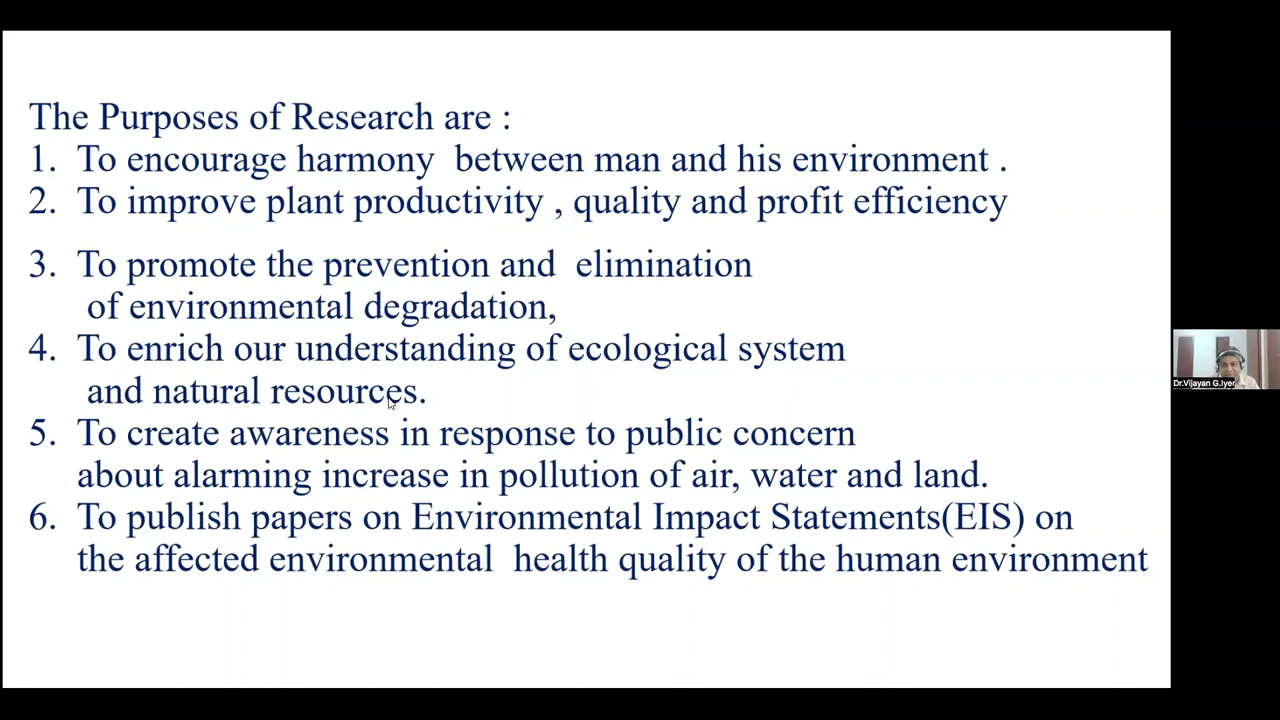 The Purposes of Research are :
1. To encourage harmony between man and his environment .
2. To improve plant productivity , quality and profit efficiency
3. To promote the prevention and elimination
of environmental degradation,
4. To enrich our understanding of ecological system
and natural resources.
5. To create awareness in response to public concern
about alarming increase in pollution of air, water and land.
6. To publish papers on Environmental Impact Statements(EIS) on
the affected environmental health quality of the human environment
Dr.Vijayan G.Iyer